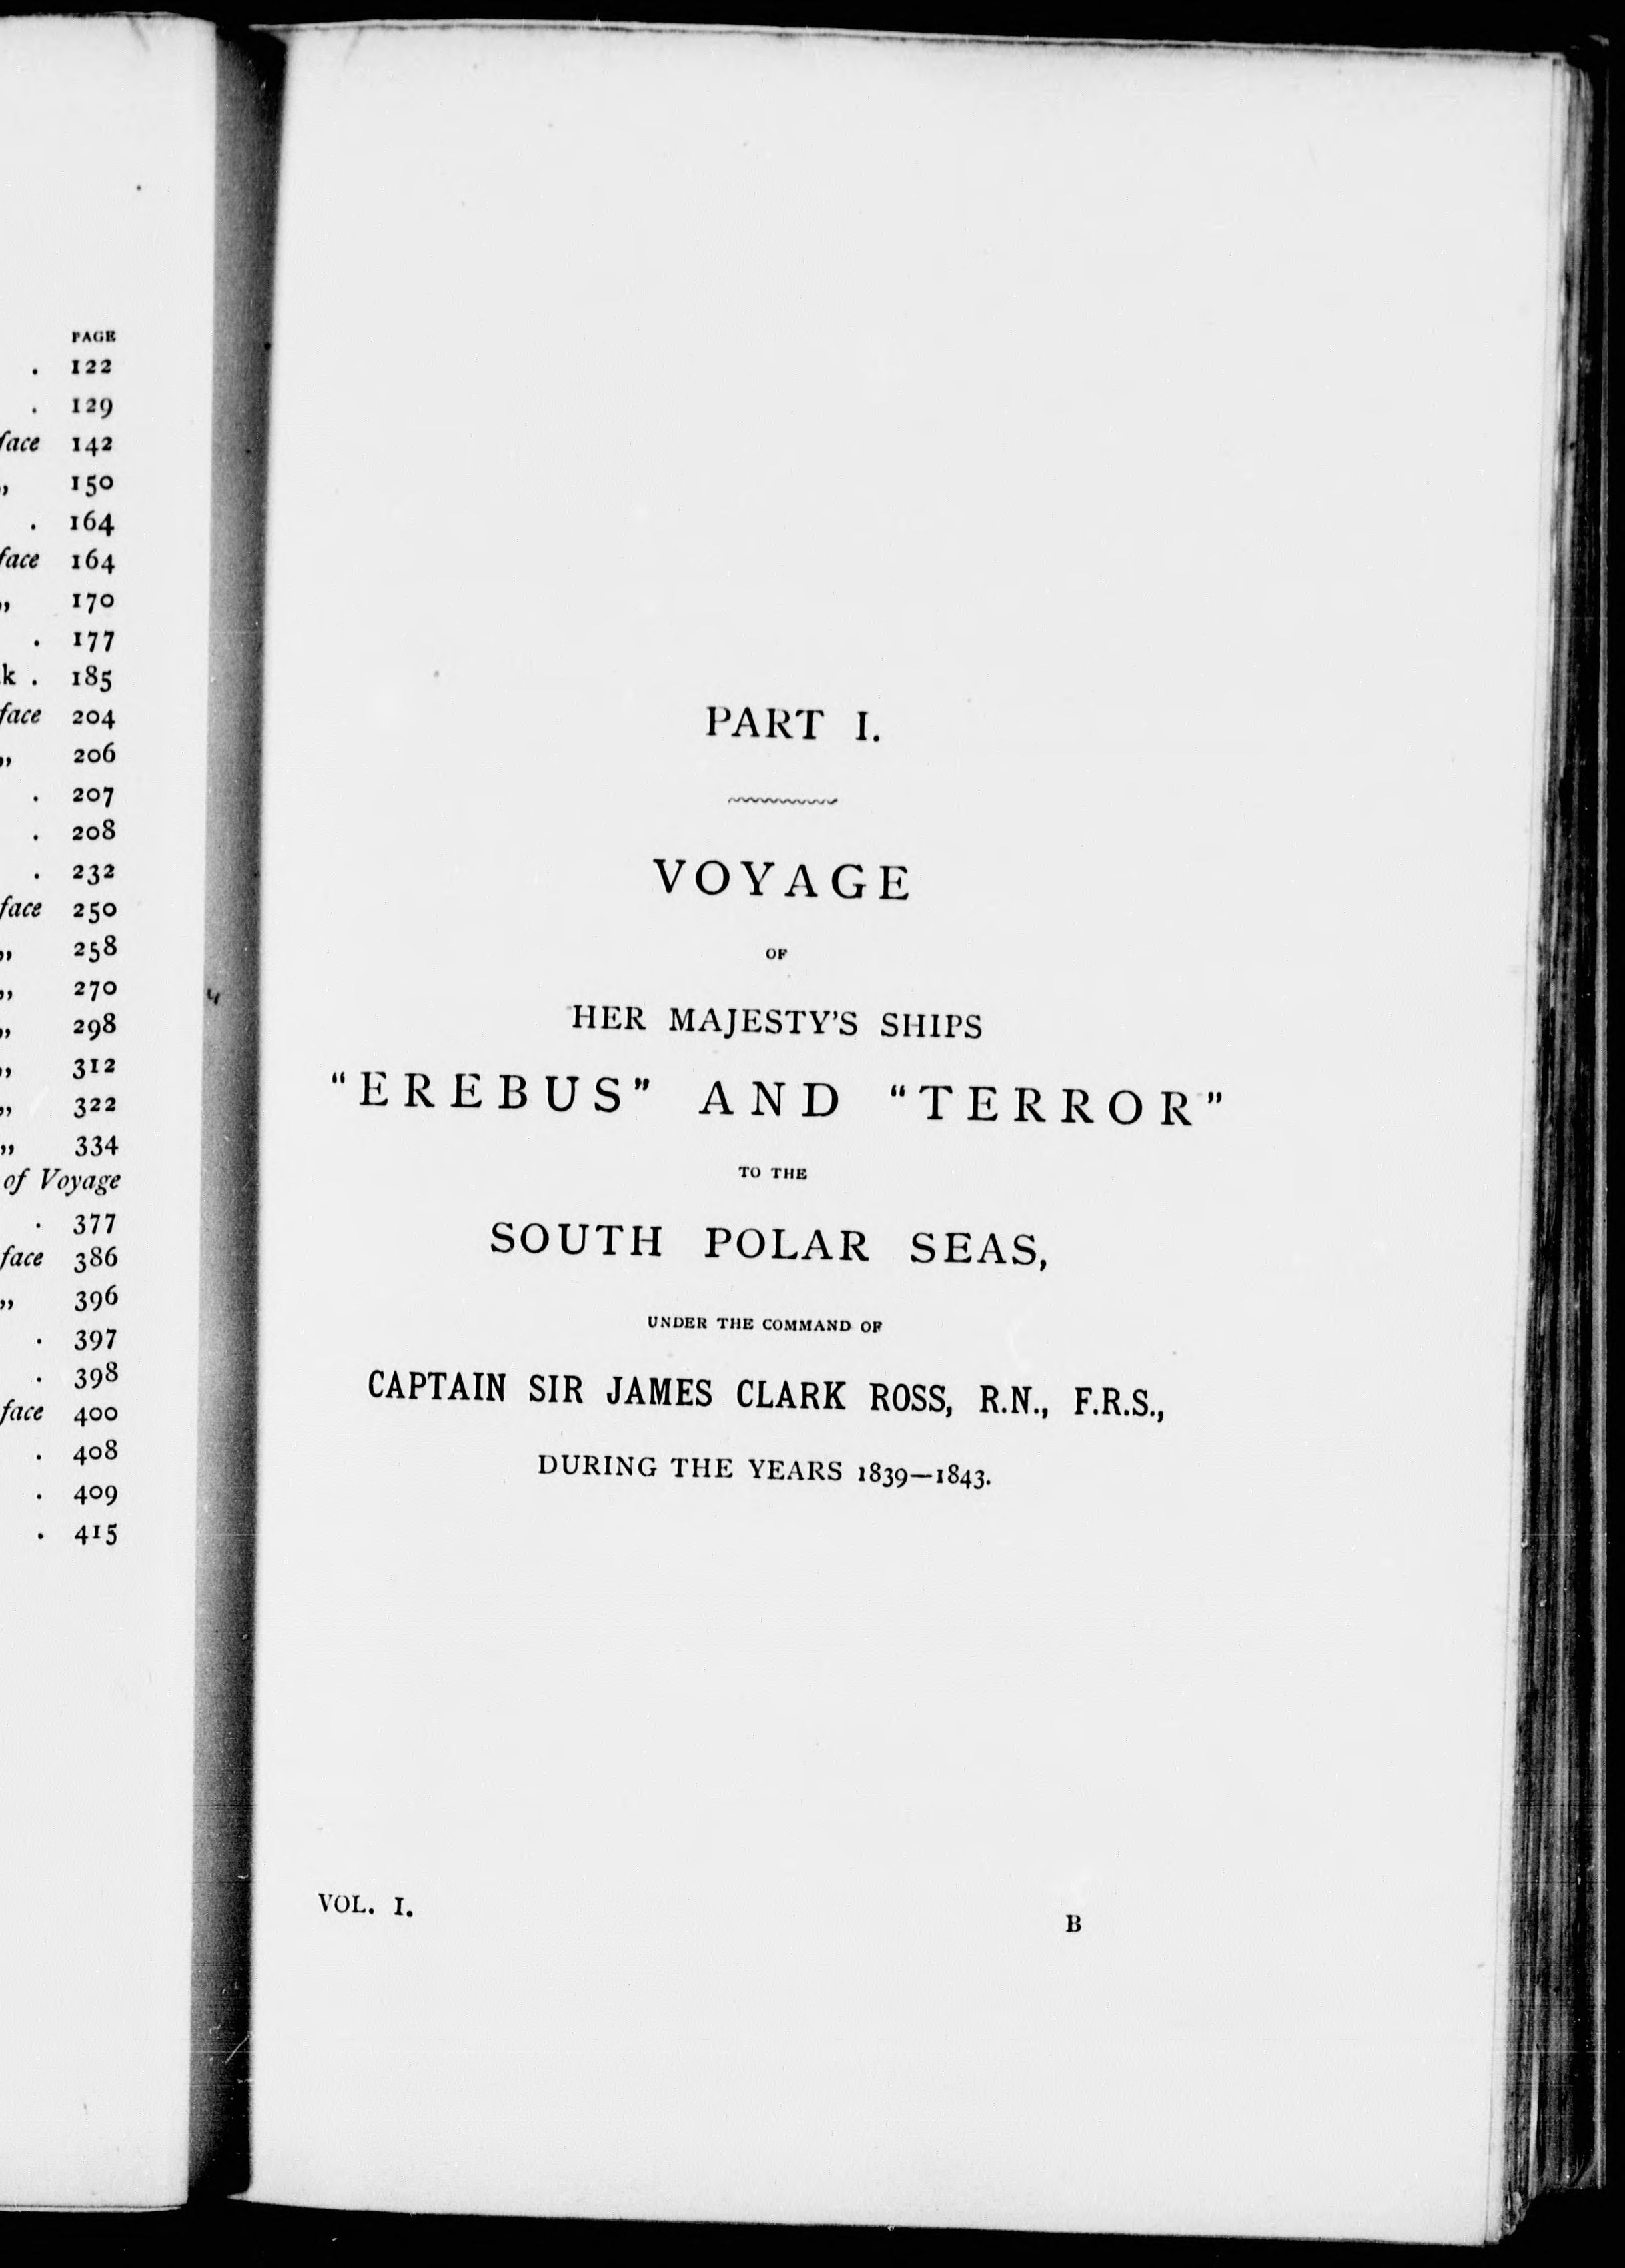 PAGE
. 122
. 129
face 142
„ 150
. 164
face 164
„ 170
. 177
k . 185
face 204
„ 206
. 207
. 208
. 232
face 250
„ 258
„ 270
„ 298
„ 312
„ 322
„ 334
of Voyage
. 377
face 386
„ 396
. 397
. 398
face 400
. 408
. 409
. 415
PART I.
VOYAGE
OF
HER MAJESTY'S SHIPS
“EREBUS” AND “TERROR”
TO THE
SOUTH POLAR SEAS,
UNDER THE COMMAND OF
CAPTAIN SIR JAMES CLARK ROSS, R.N., F.R.S.,
DURING THE YEARS 1839—1843.
VOL. I.
B